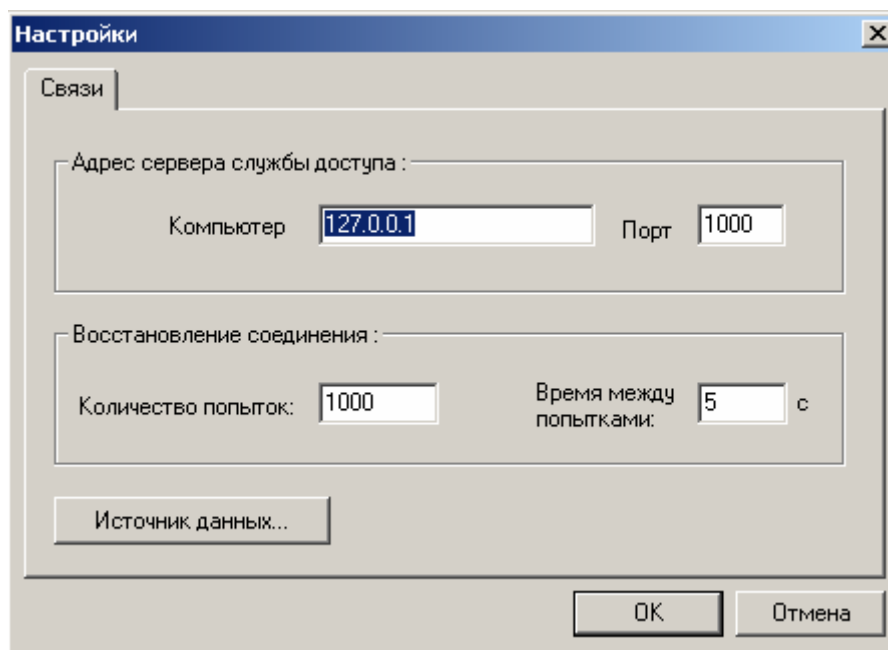 Настройки
Связи
Адрес сервера службы доступа :
Компьютер 127.0.0.1 Порт 1000
Восстановление соединения :
Количество попыток: 1000 Время между попытками: 5 с
Источник данных...
OK Отмена